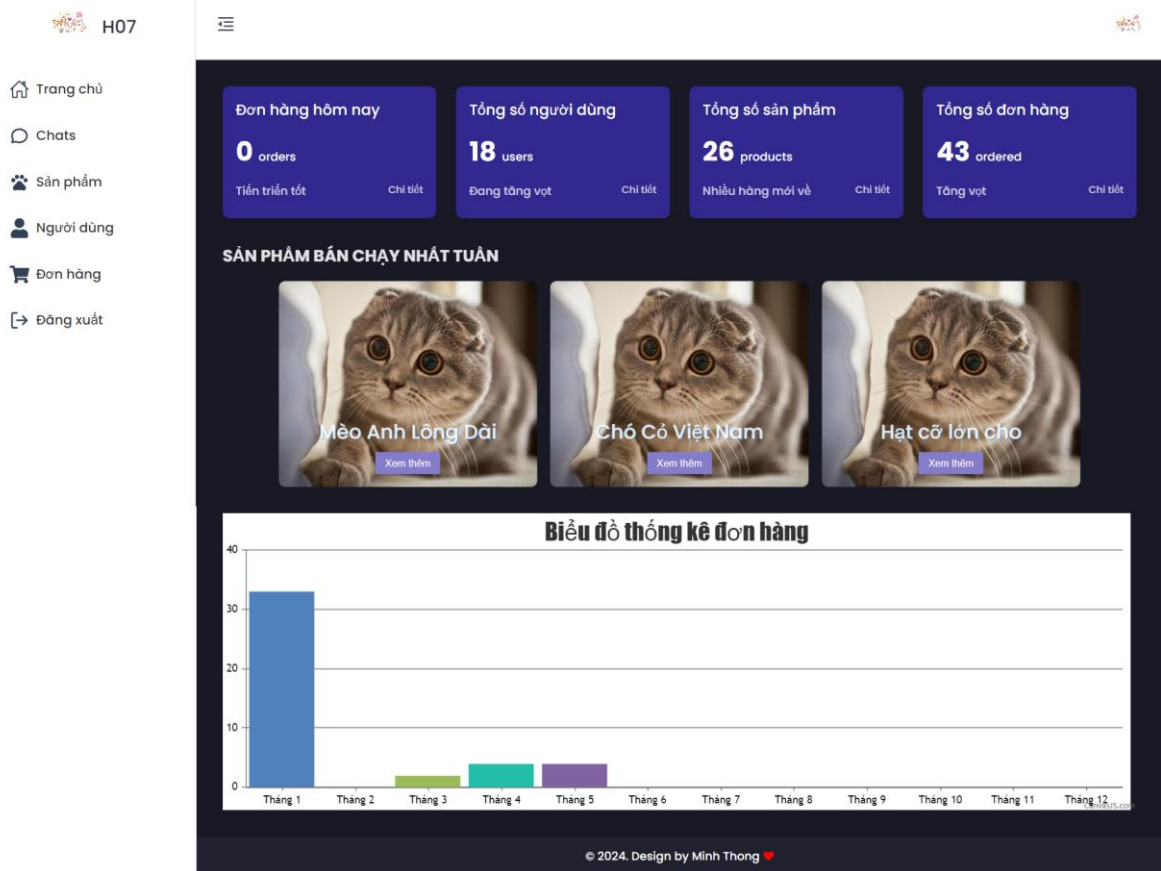 H07
Trang chủ
Chats
Sản phẩm
Người dùng
Đơn hàng
Đăng xuất
Đơn hàng hôm nay
0 orders
Tiến triển tốt Chi tiết
Tổng số người dùng
18 users
Đang tăng vọt Chi tiết
Tổng số sản phẩm
26 products
Nhiều hàng mới về Chi tiết
Tổng số đơn hàng
43 ordered
Tăng vọt Chi tiết
SẢN PHẨM BÁN CHẠY NHẤT TUẦN
Mèo Anh Lông Dài
Xem thêm
Chó Cỏ Việt Nam
Xem thêm
Hạt cỡ lớn cho
Xem thêm
Biểu đồ thống kê đơn hàng
40
30
20
10
0
Tháng 1 Tháng 2 Tháng 3 Tháng 4 Tháng 5 Tháng 6 Tháng 7 Tháng 8 Tháng 9 Tháng 10 Tháng 11 Tháng 12
CanvasJS.com
© 2024. Design by Minh Thong